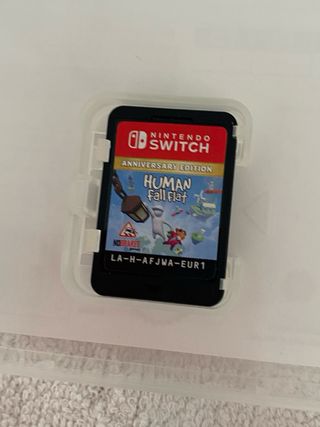 NINTENDO
SWITCH
ANNIVERSARY EDITION
HUMAN
fall flat
NO BRAKES
LA-H-AFJWA-EUR1